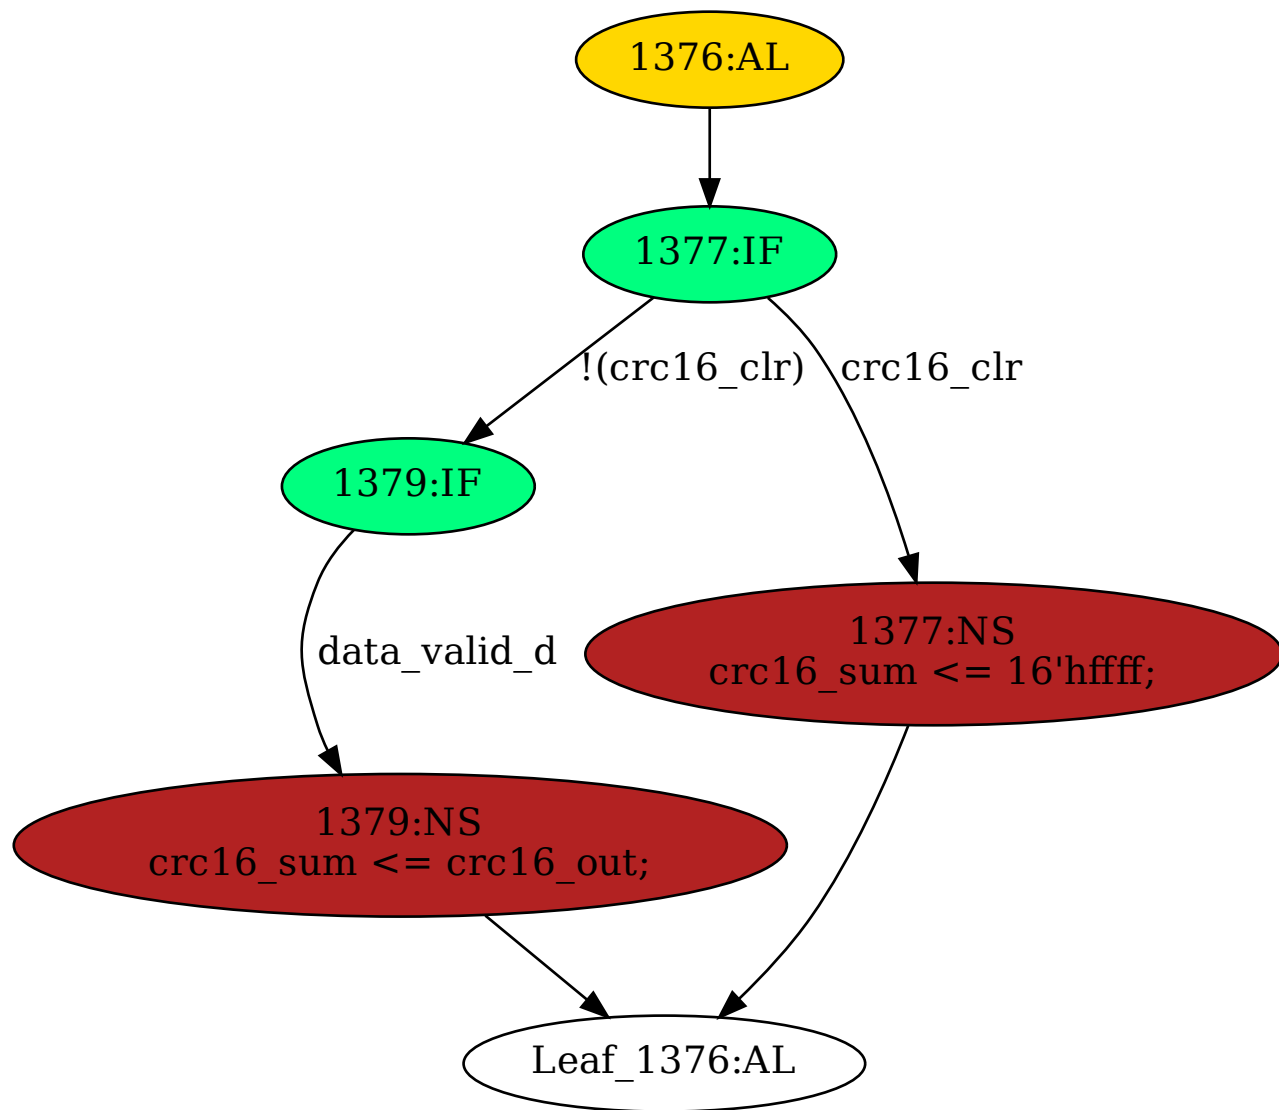 1376:AL
1377:IF
!(crc16_clr)
crc16_clr
1379:IF
data_valid_d
1377:NS
crc16_sum <= 16'hffff;
1379:NS
crc16_sum <= crc16_out;
Leaf_1376:AL